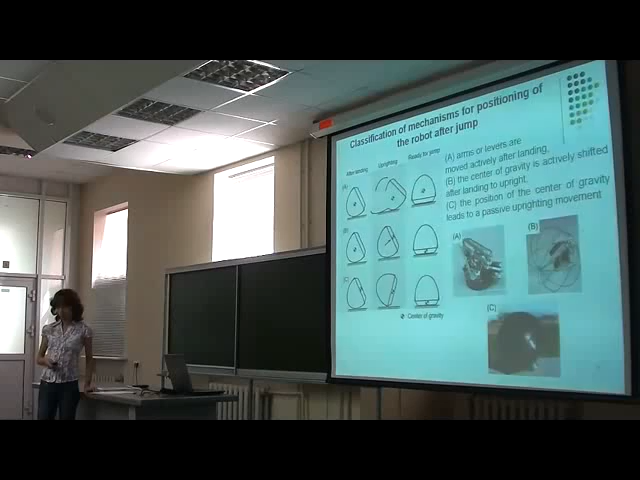 Classification of mechanisms for positioning of
the robot after jump
After landing
Uprighting
Ready for jump
(A) arms or levers are
moved actively after landing,
(B) the center of gravity is actively shifted
after landing to upright.
(C) the position of the center of gravity
leads to a passive uprighting movement
(A)
(B)
(C)
Center of gravity
(A)
(B)
(C)